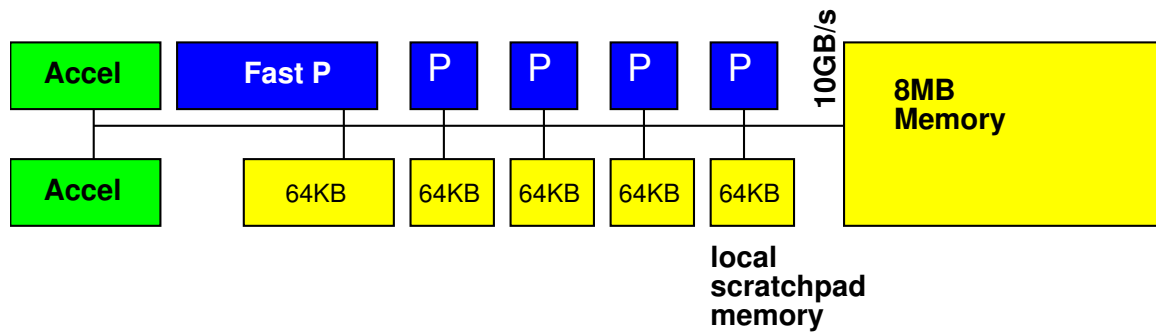 Accel
Fast P
P
P
P
P
10GB/s
8MB
Memory
Accel
64KB
64KB
64KB
64KB
64KB
local
scratchpad
memory